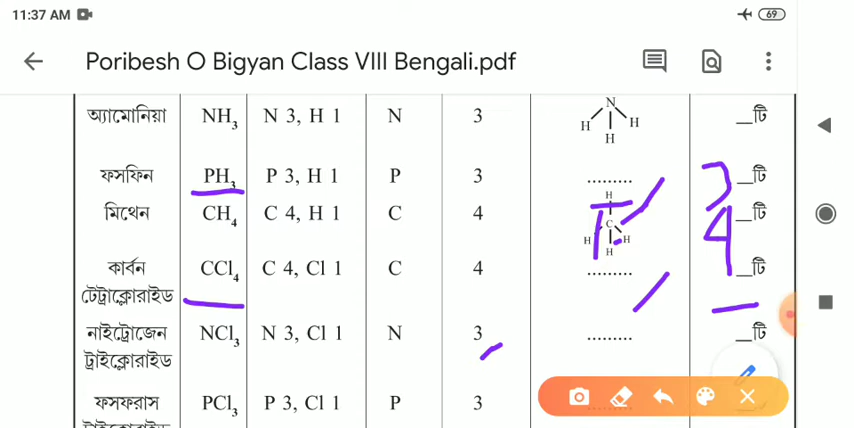 11:37 AM 69
Poribesh O Bigyan Class VIII Bengali.pdf
অ্যামোনিয়া NH₃ N 3, H 1 N 3 N H H H __টি
ফসফিন PH₃ P 3, H 1 P 3 ......... 3 __টি
মিথেন CH₄ C 4, H 1 C 4 H C H H H 4 __টি
কার্বন CCl₄ C 4, Cl 1 C 4 ......... __টি
টেট্রাক্লোরাইড
নাইট্রোজেন NCl₃ N 3, Cl 1 N 3 ......... __টি
ট্রাইক্লোরাইড
ফসফরাস PCl₃ P 3, Cl 1 P 3